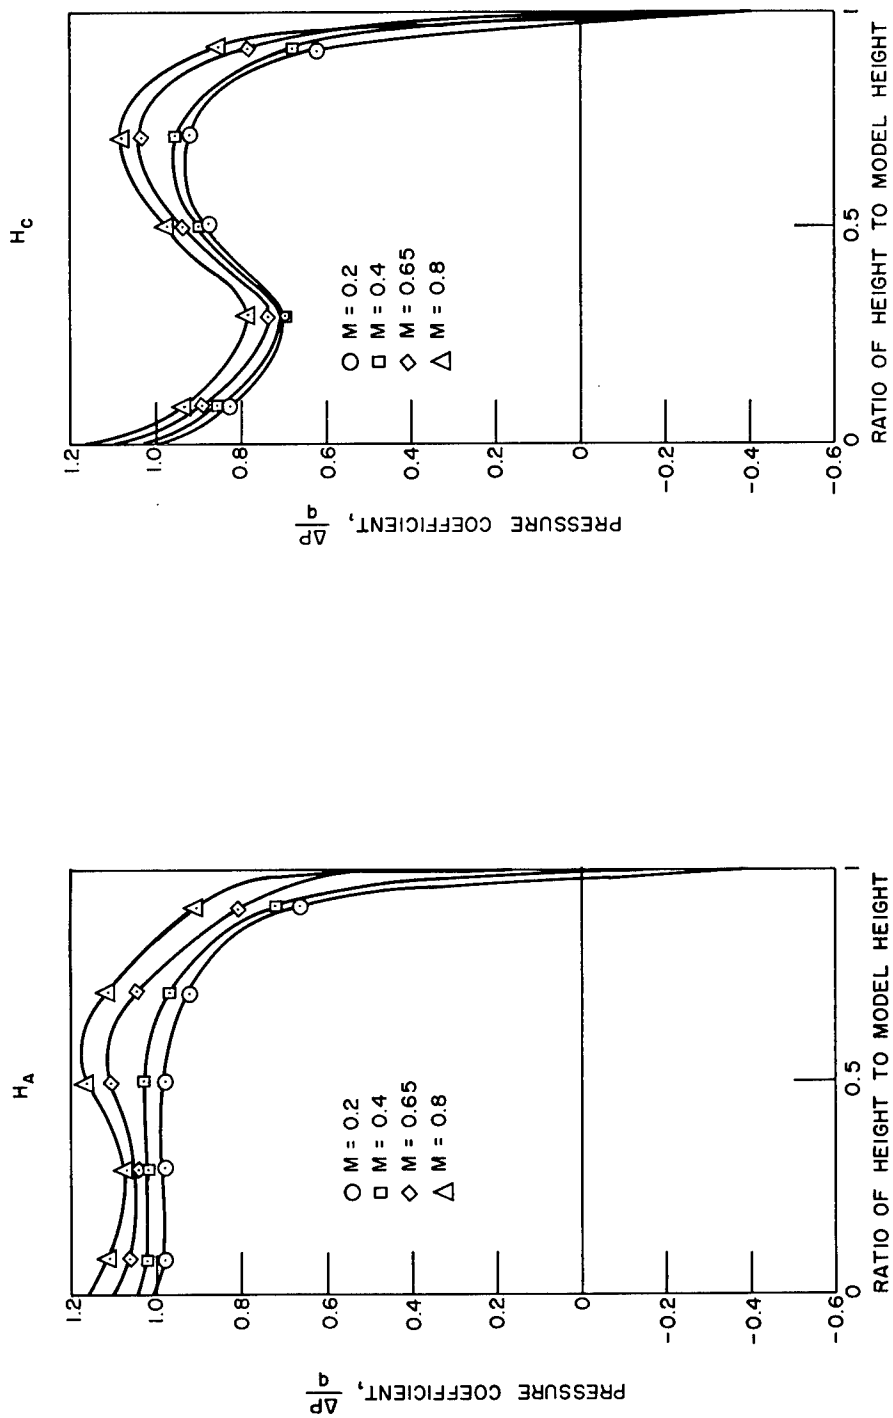 H_A
1.2
1.0
0.8
0.6
0.4
0.2
0
-0.2
-0.4
-0.6
PRESSURE COEFFICIENT, ΔP/q
M = 0.2
M = 0.4
M = 0.65
M = 0.8
0
0.5
1
RATIO OF HEIGHT TO MODEL HEIGHT
H_C
1.2
1.0
0.8
0.6
0.4
0.2
0
-0.2
-0.4
-0.6
PRESSURE COEFFICIENT, ΔP/q
M = 0.2
M = 0.4
M = 0.65
M = 0.8
0
0.5
1
RATIO OF HEIGHT TO MODEL HEIGHT